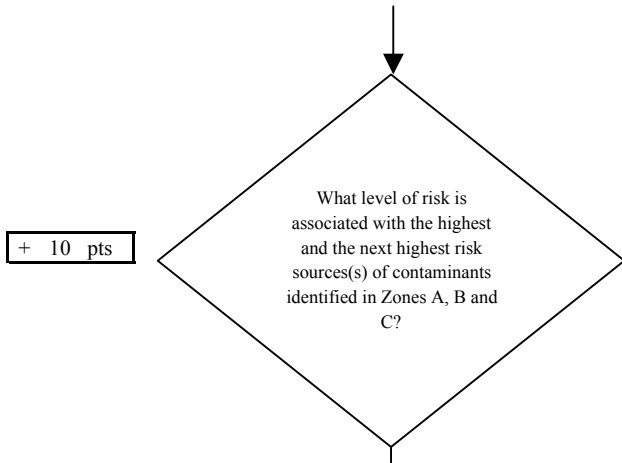 What level of risk is
associated with the highest
and the next highest risk
sources(s) of contaminants
identified in Zones A, B and
C?
+ 10 pts